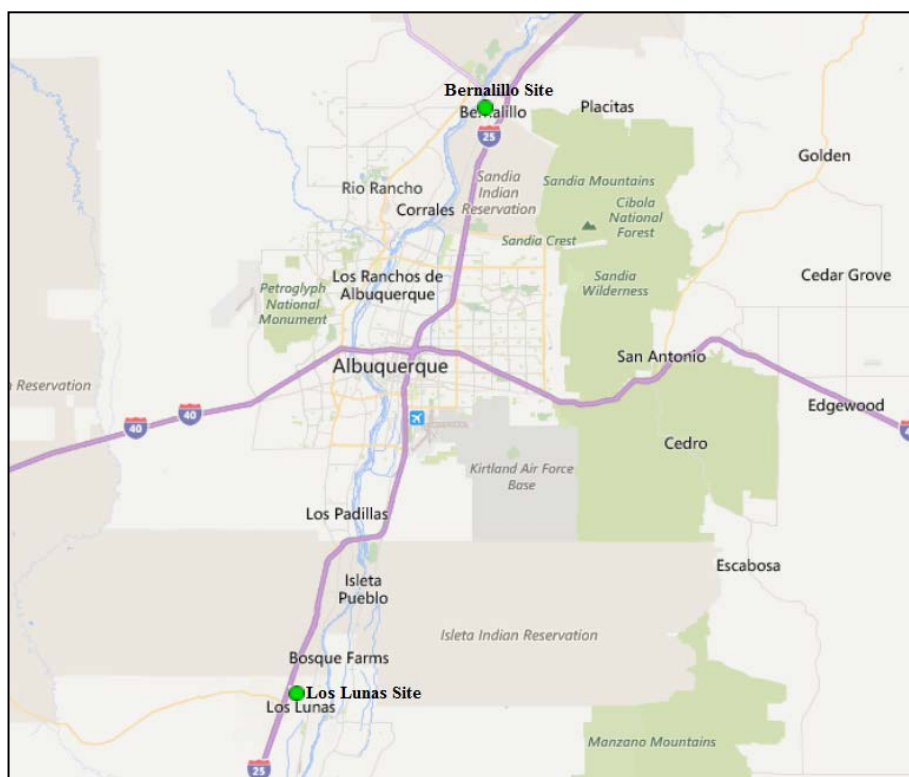 Bernalillo Site
Bernalillo
Placitas
25
Golden
Sandia
Indian
Reservation
Sandia Mountains
Rio Rancho
Cibola
National
Forest
Corrales
Sandia Crest
Los Ranchos de
Albuquerque
Petroglyph
National
Monument
Sandia
Wilderness
Cedar Grove
San Antonio
Albuquerque
n Reservation
Edgewood
40
40
4
Cedro
Kirtland Air Force
Base
Los Padillas
Escabosa
Isleta
Pueblo
Isleta Indian Reservation
Bosque Farms
Los Lunas Site
Los Lunas
Manzano Mountains
25